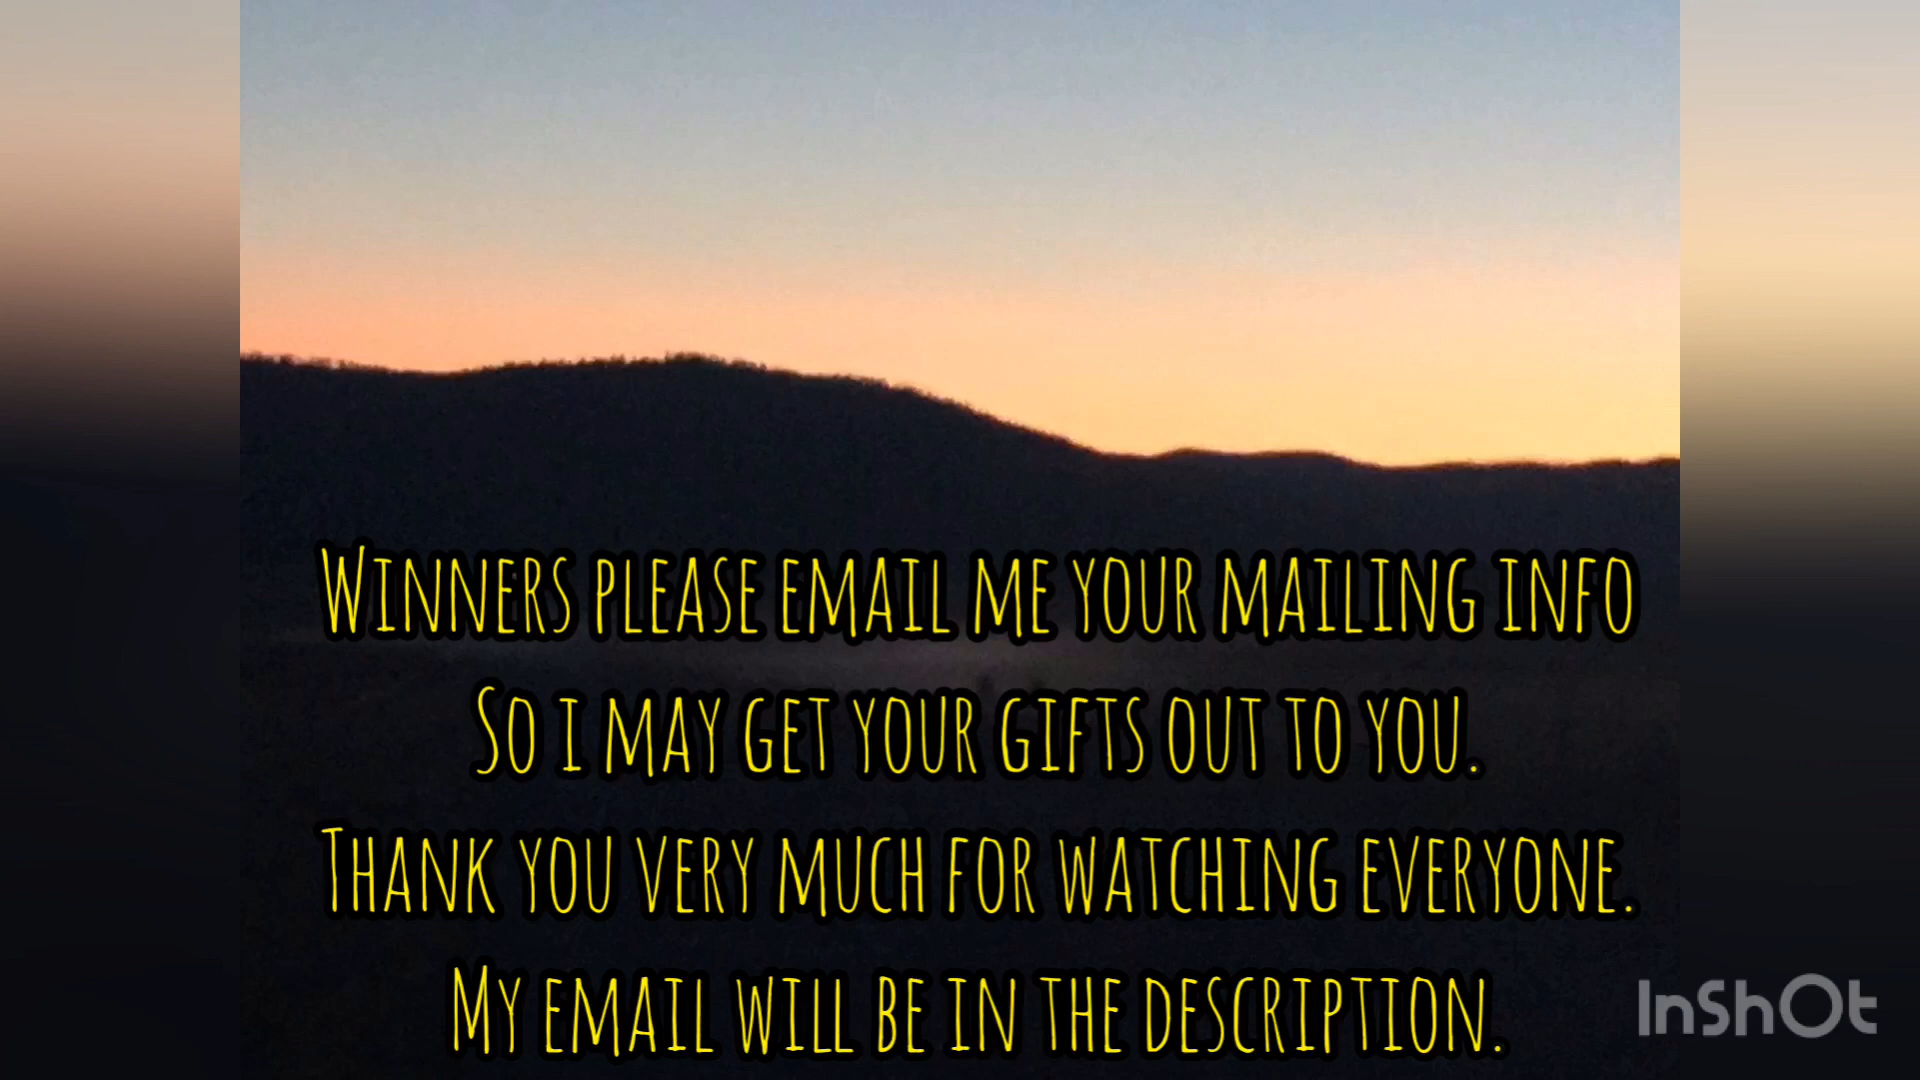 Winners please email me your mailing info
So i may get your gifts out to you.
Thank you very much for watching everyone.
My email will be in the description.
InShOt